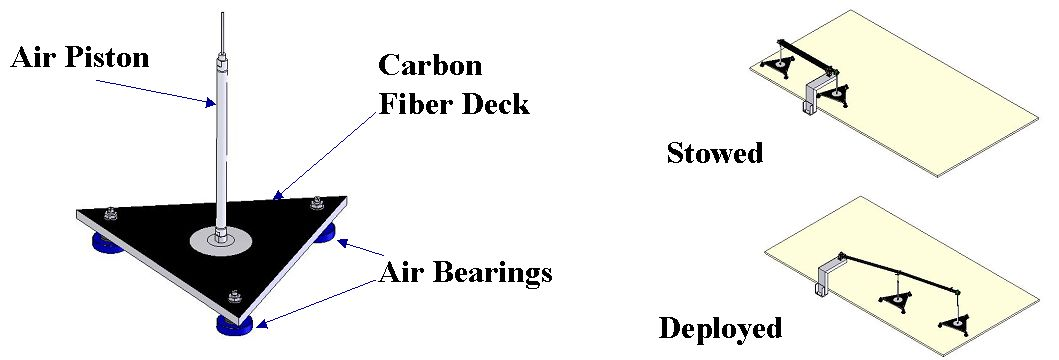 Air Piston
Carbon
Fiber Deck
Air Bearings
Stowed
Deployed